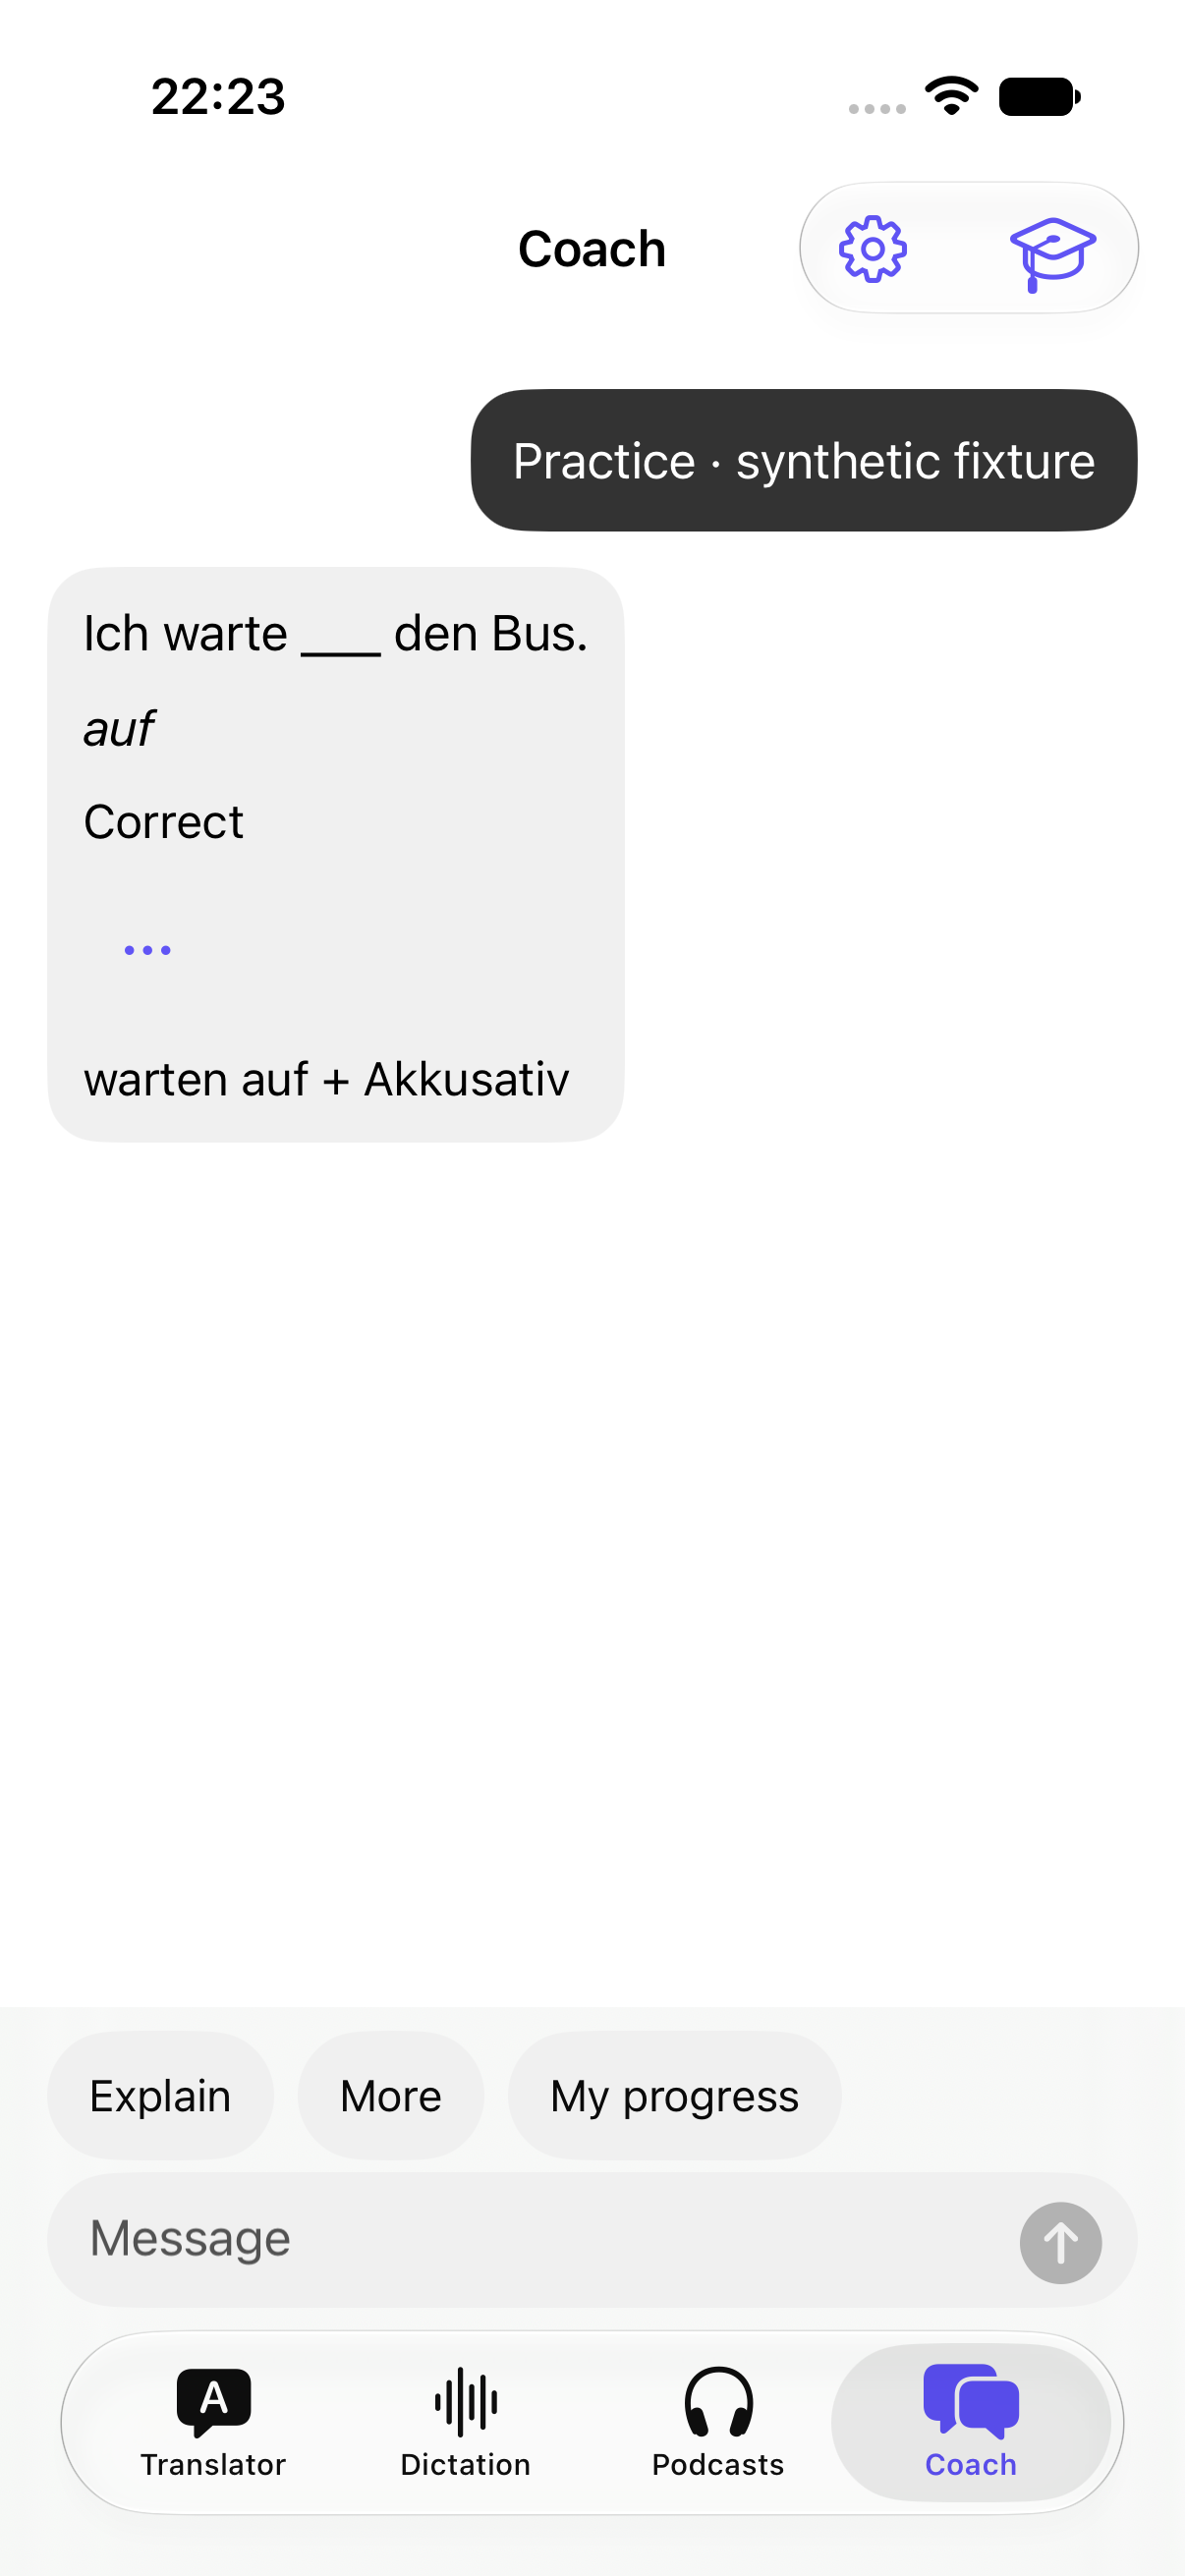 22:23
Coach
Practice · synthetic fixture
Ich warte ____ den Bus.
auf
Correct
...
warten auf + Akkusativ
Explain
More
My progress
Message
A
Translator
Dictation
Podcasts
Coach